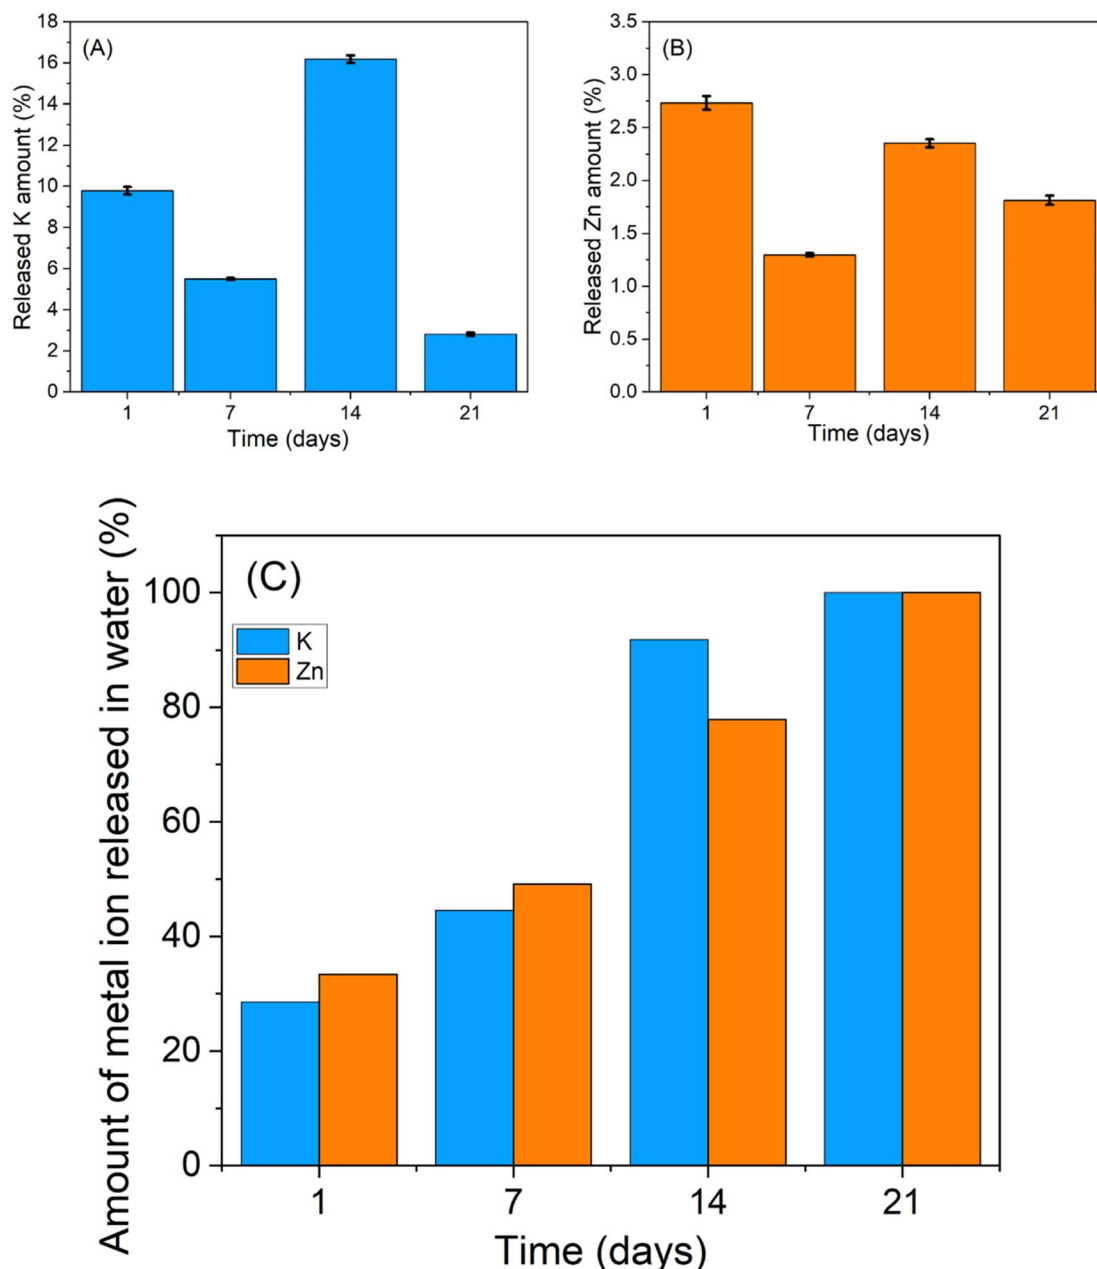 (A)
Released K amount (%)
18
16
14
12
10
8
6
4
2
0
1 7 14 21
Time (days)
(B)
Released Zn amount (%)
3.5
3.0
2.5
2.0
1.5
1.0
0.5
0.0
1 7 14 21
Time (days)
(C)
Amount of metal ion released in water (%)
100
80
60
40
20
0
K
Zn
1 7 14 21
Time (days)